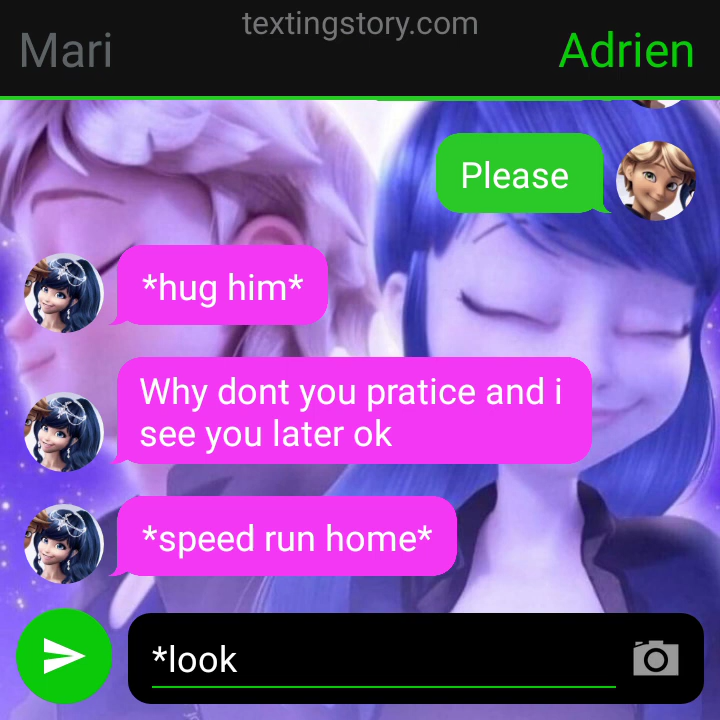 textingstory.com
Mari
Adrien
Please
*hug him*
Why dont you pratice and i
see you later ok
*speed run home*
*look